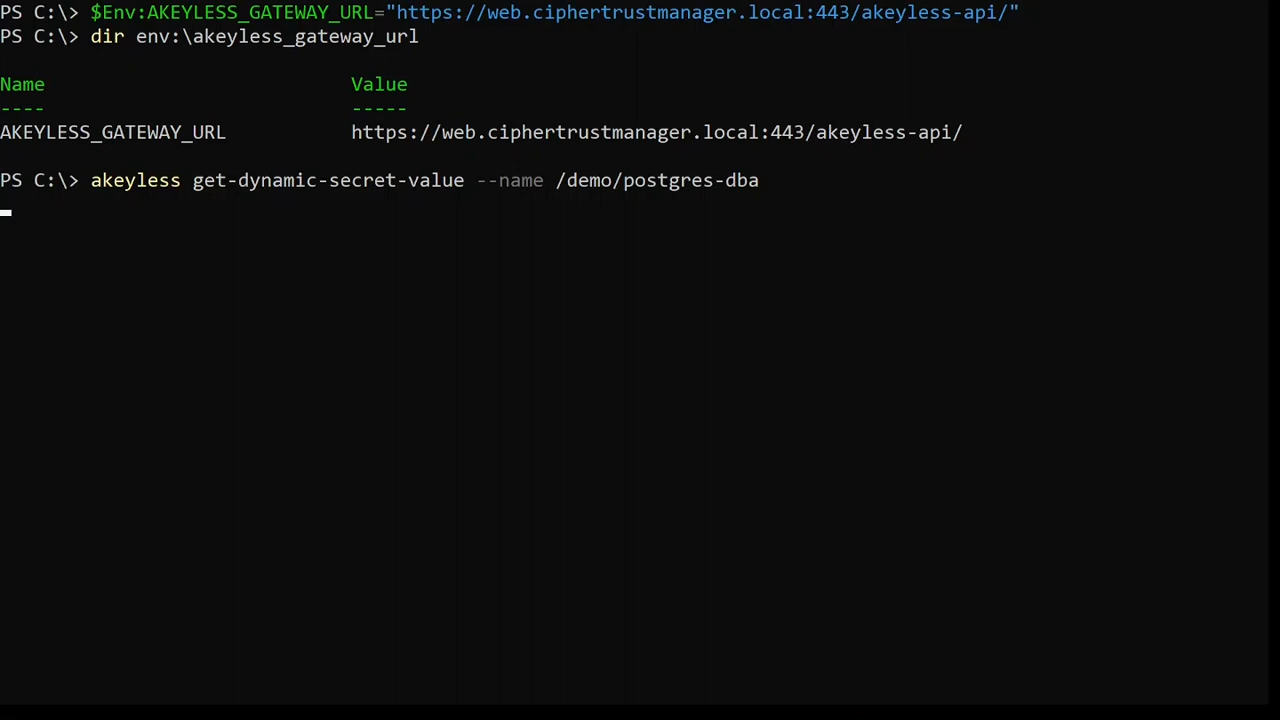 PS C:\> $Env:AKEYLESS_GATEWAY_URL="https://web.ciphertrustmanager.local:443/akeyless-api/"
PS C:\> dir env:\akeyless_gateway_url
Name Value
---- -----
AKEYLESS_GATEWAY_URL https://web.ciphertrustmanager.local:443/akeyless-api/
PS C:\> akeyless get-dynamic-secret-value --name /demo/postgres-dba